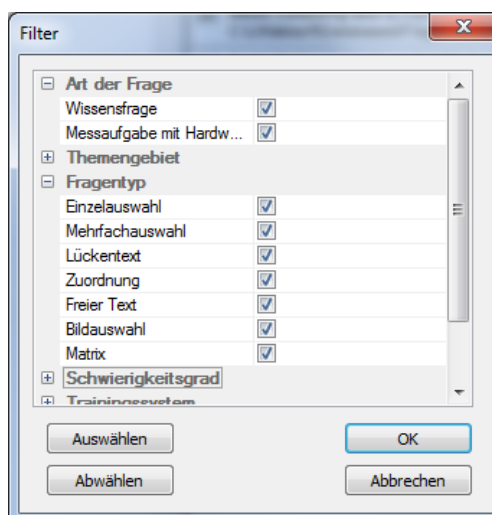 Filter
Art der Frage
Wissensfrage
Messaufgabe mit Hardw...
Themengebiet
Fragentyp
Einzelauswahl
Mehrfachauswahl
Lückentext
Zuordnung
Freier Text
Bildauswahl
Matrix
Schwierigkeitsgrad
Trainingssystem
Auswählen OK
Abwählen Abbrechen